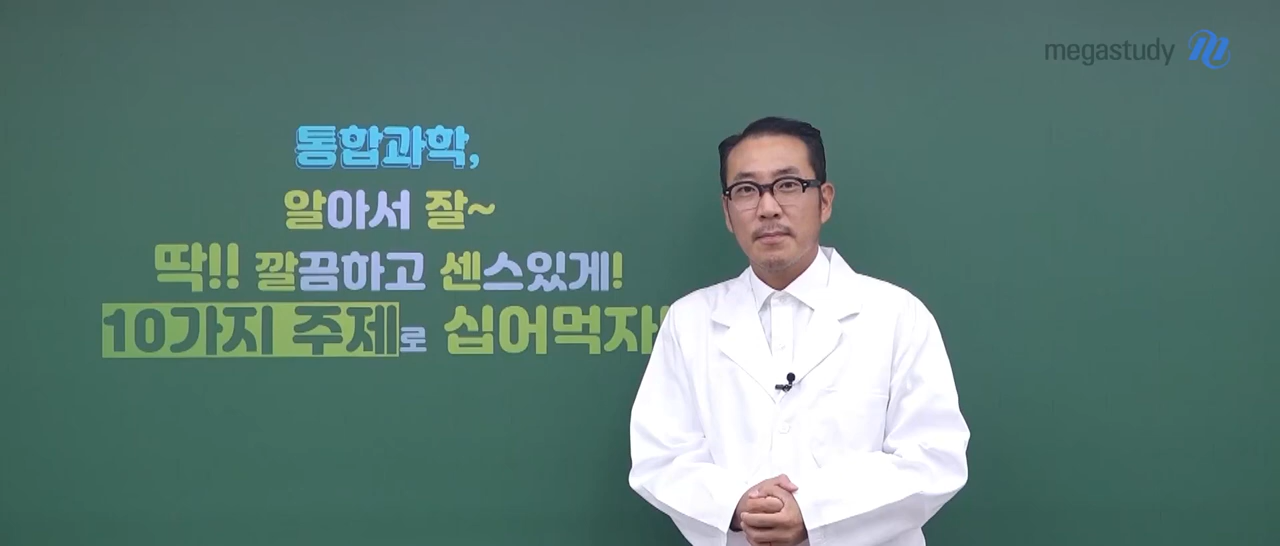 megastudy
통합과학,
알아서 잘~
딱!! 깔끔하고 센스있게!
10가지 주제로 십어먹자!